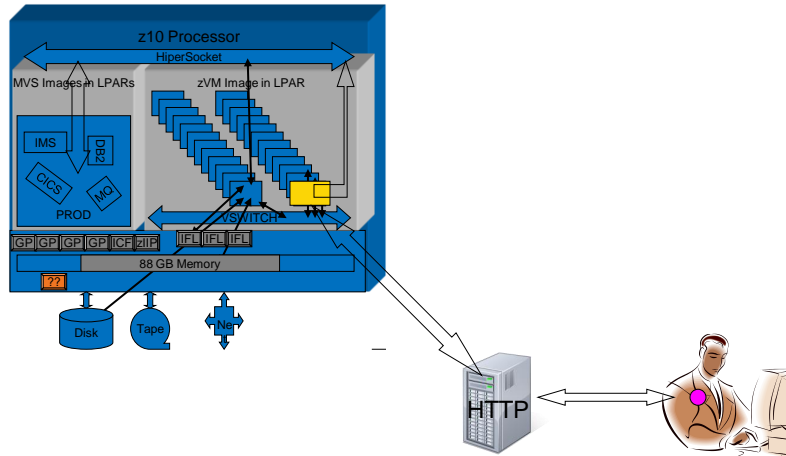 z10 Processor
HiperSocket
MVS Images in LPARs
zVM Image in LPAR
IMS
DB2
CICS
MQ
PROD
VSWITCH
GP GP GP GP ICF zIIP
IFL IFL IFL
88 GB Memory
??
Disk
Tape
Ne
HTTP